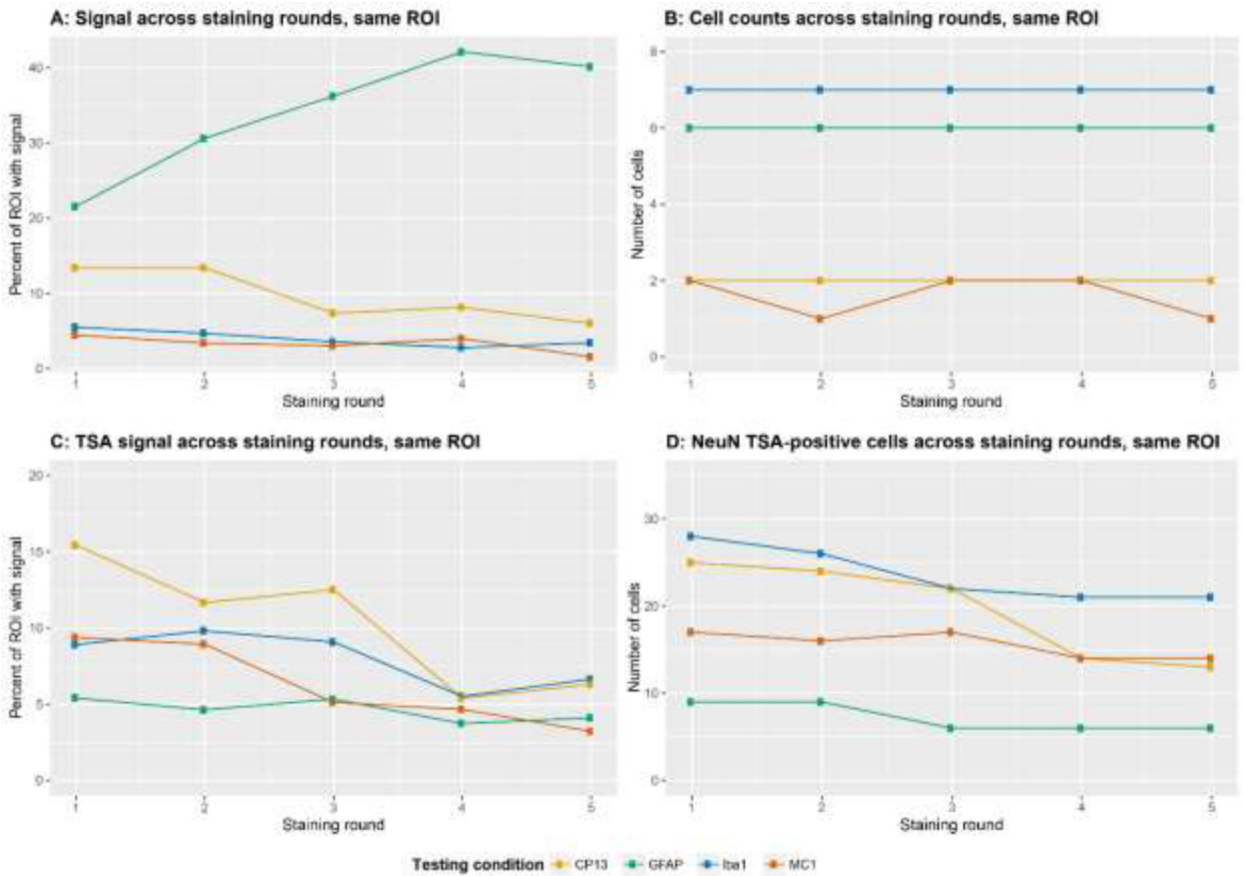 A: Signal across staining rounds, same ROI
Percent of ROI with signal
40
30
20
10
0
1 2 3 4 5
Staining round
B: Cell counts across staining rounds, same ROI
Number of cells
8
6
4
2
0
1 2 3 4 5
Staining round
C: TSA signal across staining rounds, same ROI
Percent of ROI with signal
20
15
10
5
0
1 2 3 4 5
Staining round
D: NeuN TSA-positive cells across staining rounds, same ROI
Number of cells
30
20
10
0
1 2 3 4 5
Staining round
Testing condition CP13 GFAP Iba1 MC1